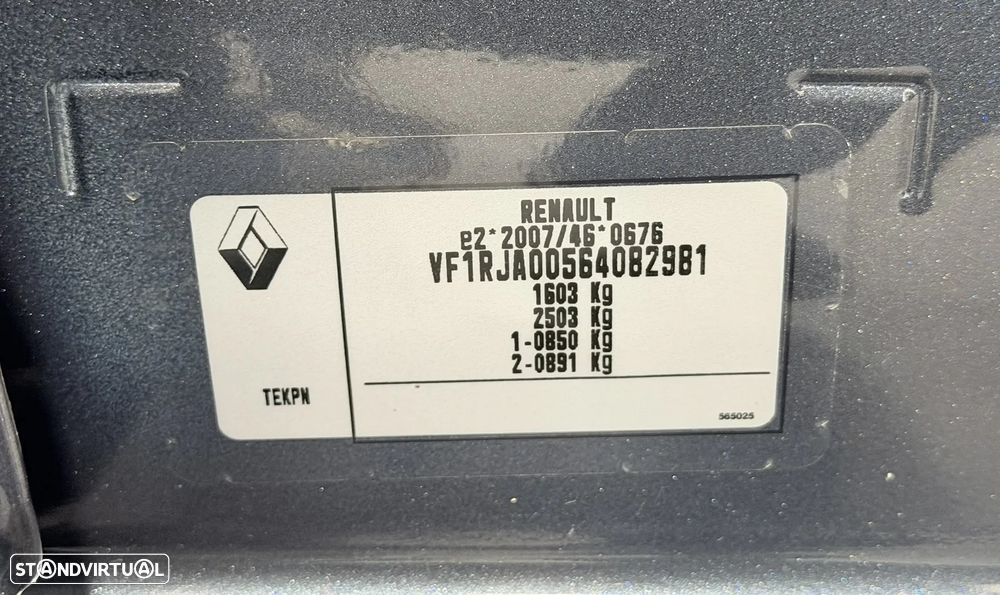 RENAULT
e2*2007/46*0676
VF1RJA00564082981
1603 Kg
2503 Kg
1-0850 Kg
2-0891 Kg
TEKPN
565025
STANDVIRTUAL